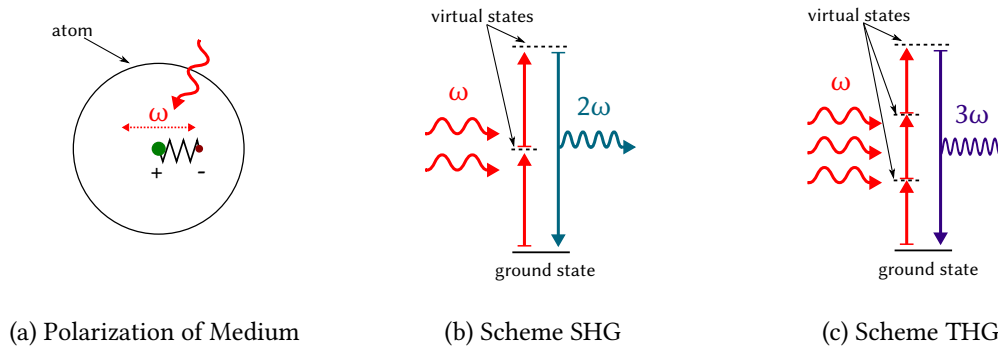 atom
ω
+ -
(a) Polarization of Medium
virtual states
ω
2ω
ground state
(b) Scheme SHG
virtual states
ω
3ω
ground state
(c) Scheme THG